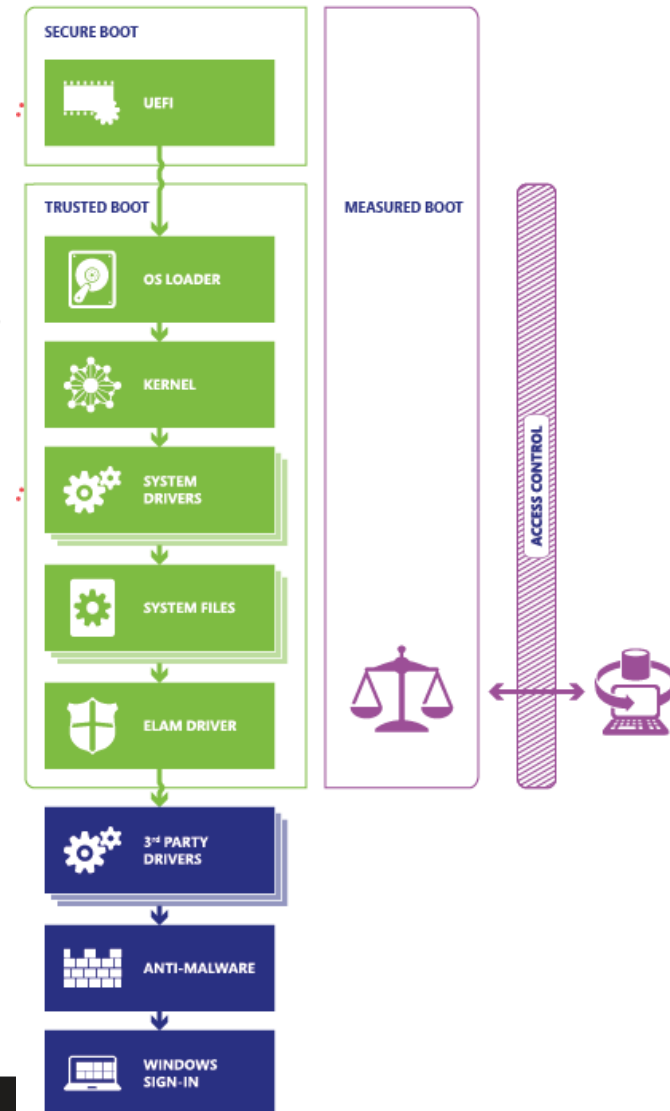 SECURE BOOT
UEFI
TRUSTED BOOT
MEASURED BOOT
OS LOADER
KERNEL
SYSTEM
DRIVERS
ACCESS CONTROL
SYSTEM FILES
ELAM DRIVER
3rd PARTY
DRIVERS
ANTI-MALWARE
WINDOWS
SIGN-IN